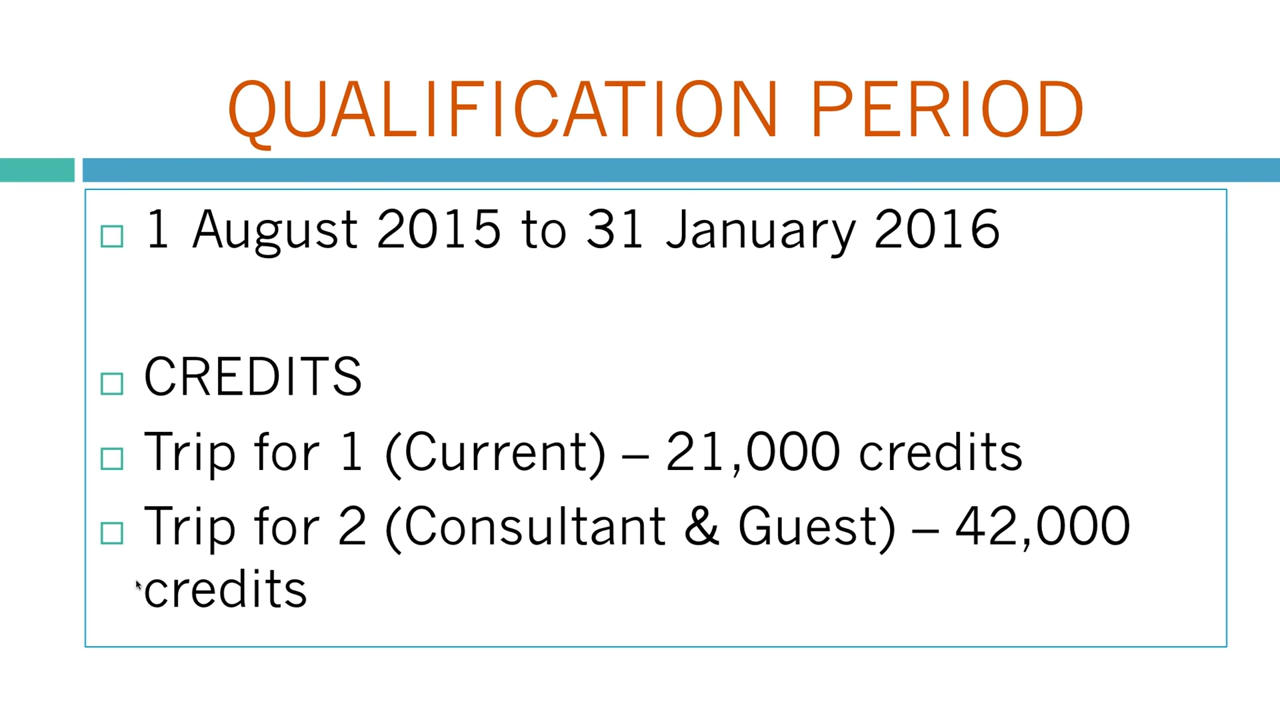 QUALIFICATION PERIOD
1 August 2015 to 31 January 2016
CREDITS
Trip for 1 (Current) – 21,000 credits
Trip for 2 (Consultant & Guest) – 42,000
credits